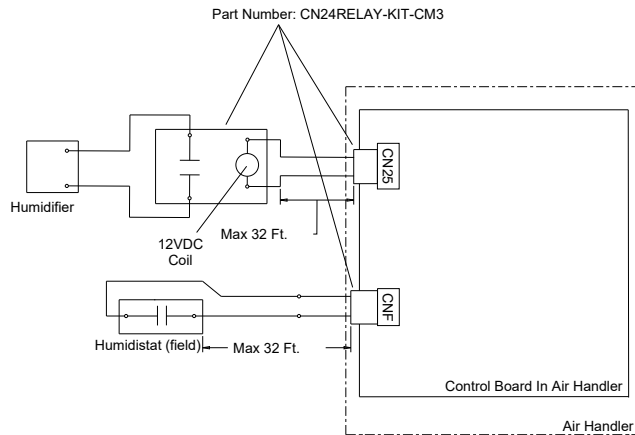 Part Number: CN24RELAY-KIT-CM3
CN25
Humidifier
12VDC
Coil
Max 32 Ft.
CNF
Humidistat (field)
Max 32 Ft.
Control Board In Air Handler
Air Handler